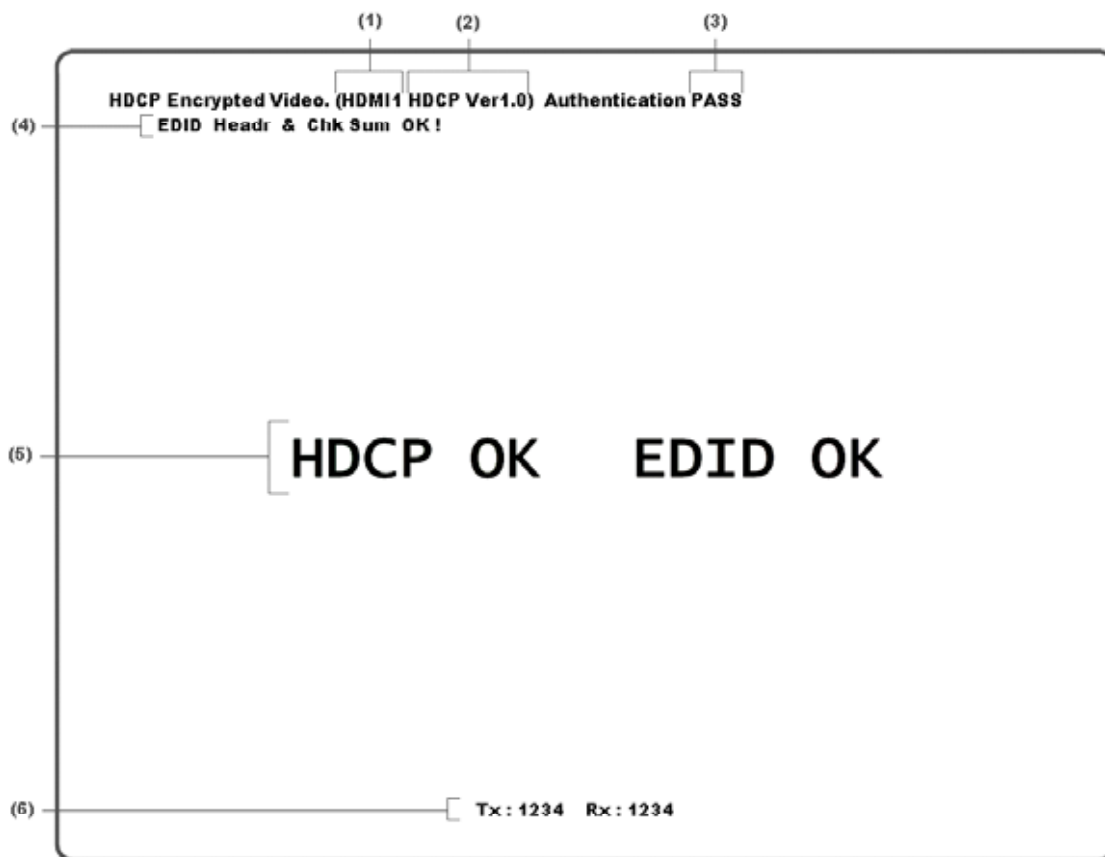 (1) (2) (3)
HDCP Encrypted Video. (HDMI1 HDCP Ver1.0) Authentication PASS
(4) EDID Headr & Chk Sum OK!
(5) HDCP OK EDID OK
(6) Tx: 1234 Rx: 1234